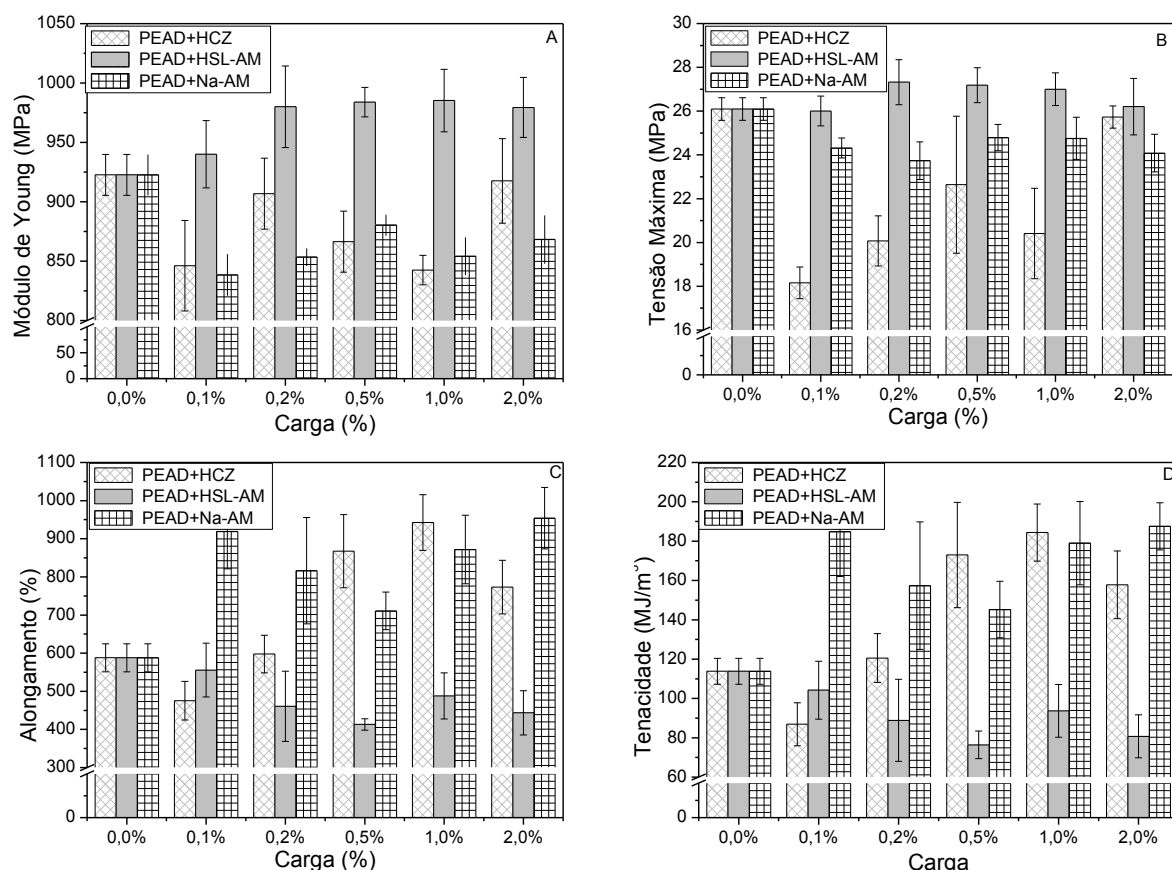 A
PEAD+HCZ
PEAD+HSL-AM
PEAD+Na-AM
Módulo de Young (MPa)
1050
1000
950
900
850
800
50
0
0,0% 0,1% 0,2% 0,5% 1,0% 2,0%
Carga (%)
B
PEAD+HCZ
PEAD+HSL-AM
PEAD+Na-AM
Tensão Máxima (MPa)
30
28
26
24
22
20
18
16
0
0,0% 0,1% 0,2% 0,5% 1,0% 2,0%
Carga (%)
C
PEAD+HCZ
PEAD+HSL-AM
PEAD+Na-AM
Alongamento (%)
1100
1000
900
800
700
600
500
400
300
0
0,0% 0,1% 0,2% 0,5% 1,0% 2,0%
Carga (%)
D
PEAD+HCZ
PEAD+HSL-AM
PEAD+Na-AM
Tenacidade (MJ/m³)
220
200
180
160
140
120
100
80
60
0
0,0% 0,1% 0,2% 0,5% 1,0% 2,0%
Carga